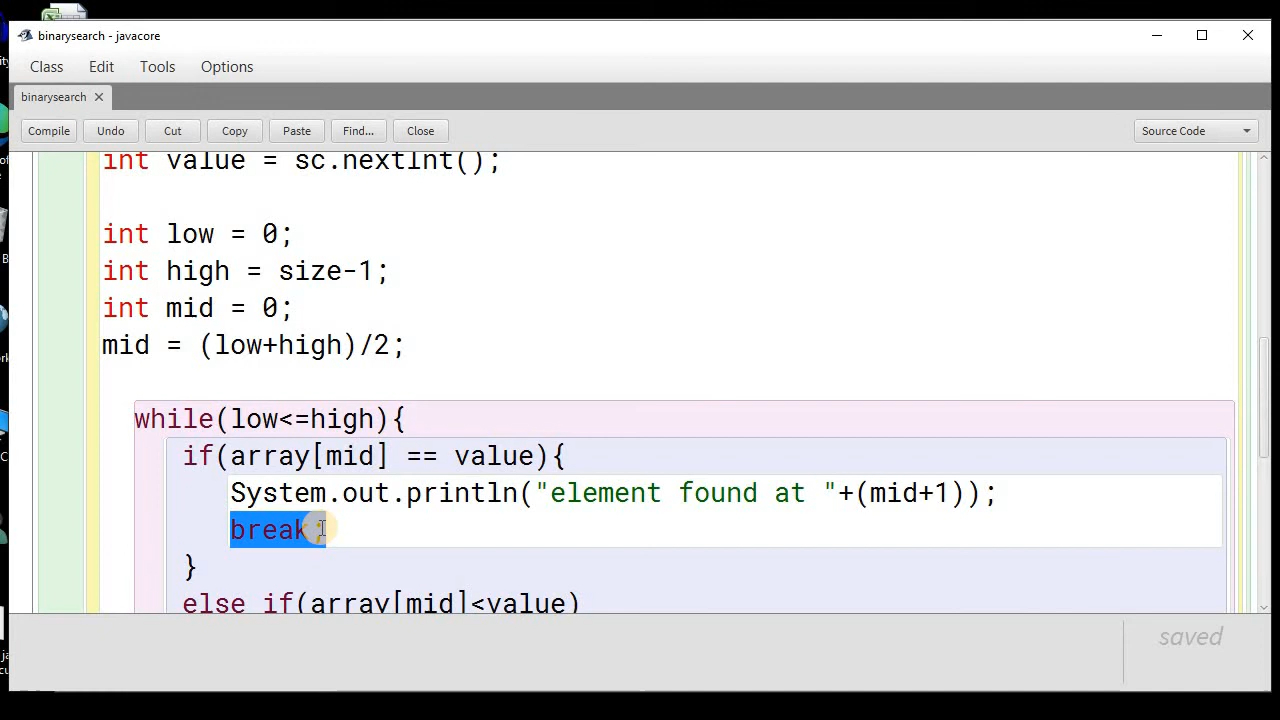 binarysearch - javacore
Class Edit Tools Options
binarysearch
Compile Undo Cut Copy Paste Find... Close Source Code
int value = sc.nextInt();
int low = 0;
int high = size-1;
int mid = 0;
mid = (low+high)/2;
while(low<=high){
if(array[mid] == value){
System.out.println("element found at "+(mid+1));
break;
}
else if(array[mid]<value)
saved